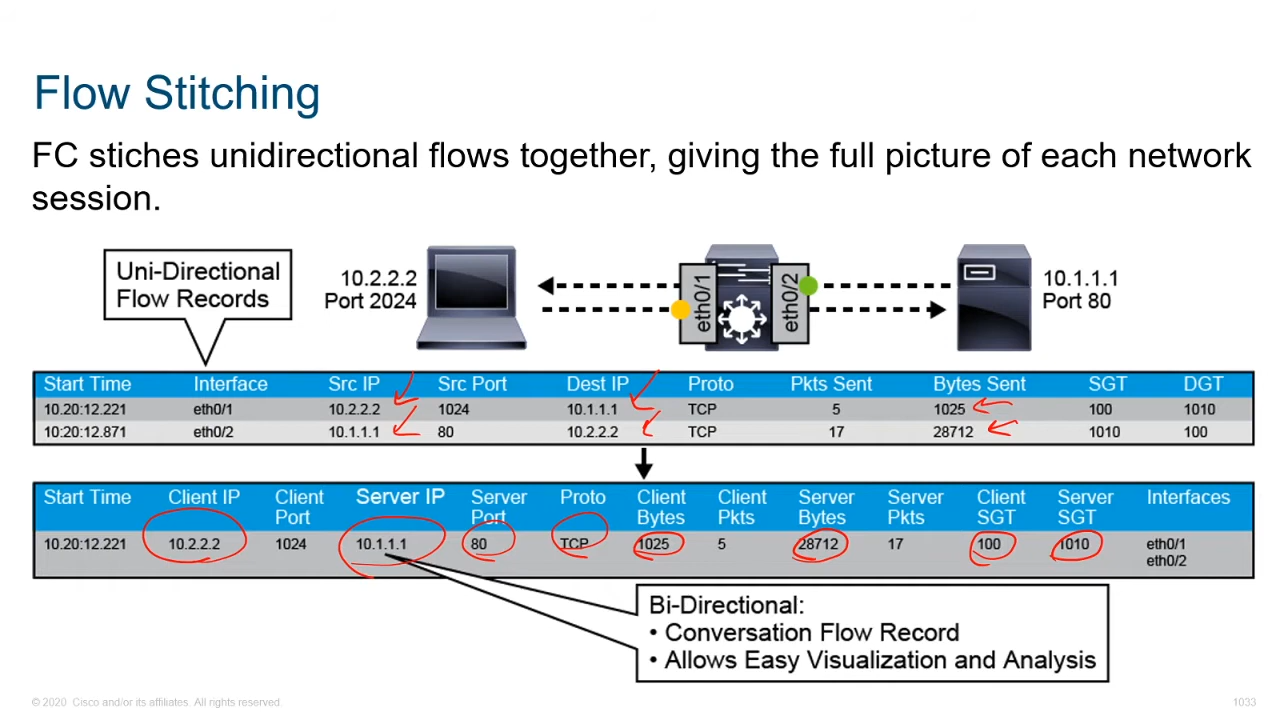 Flow Stitching
FC stiches unidirectional flows together, giving the full picture of each network
session.
Uni-Directional
Flow Records
10.2.2.2
Port 2024
eth0/1
eth0/2
10.1.1.1
Port 80
Start Time Interface Src IP Src Port Dest IP Proto Pkts Sent Bytes Sent SGT DGT
10.20:12.221 eth0/1 10.2.2.2 1024 10.1.1.1 TCP 5 1025 100 1010
10:20:12.871 eth0/2 10.1.1.1 80 10.2.2.2 TCP 17 28712 1010 100
Start Time Client IP Client Server IP Server Proto Client Client Server Server Client Server Interfaces
Port Port Bytes Pkts Bytes Pkts SGT SGT
10.20:12.221 10.2.2.2 1024 10.1.1.1 80 TCP 1025 5 28712 17 100 1010 eth0/1
eth0/2
Bi-Directional:
• Conversation Flow Record
• Allows Easy Visualization and Analysis
© 2020 Cisco and/or its affiliates. All rights reserved.
1033